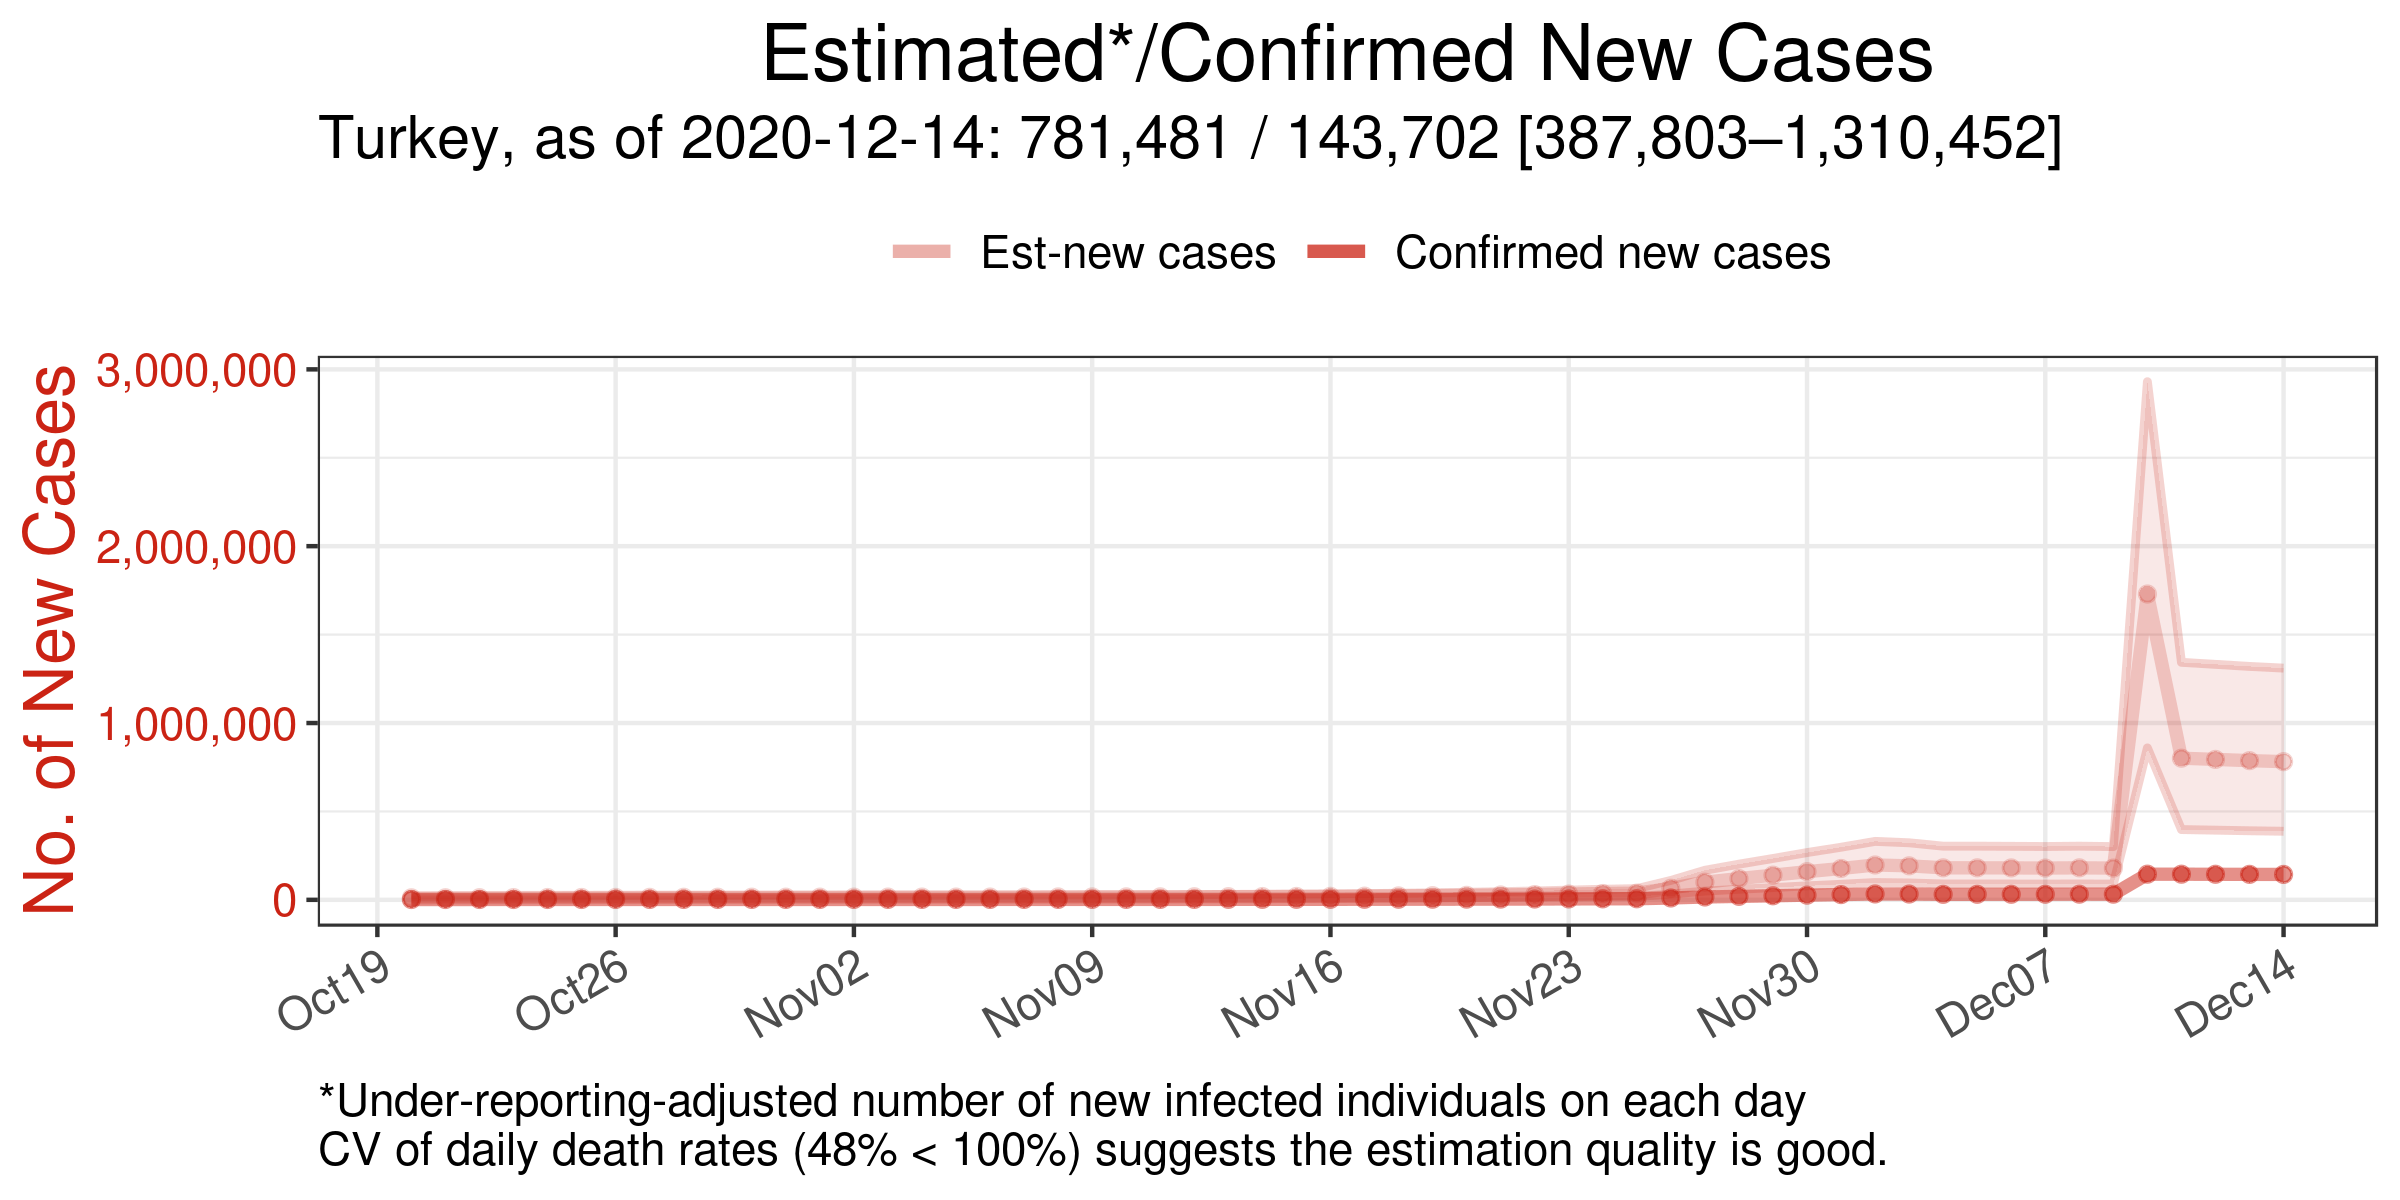 Estimated*/Confirmed New Cases
Turkey, as of 2020-12-14: 781,481 / 143,702 [387,803–1,310,452]
Est-new cases Confirmed new cases
No. of New Cases
3,000,000
2,000,000
1,000,000
0
Oct19 Oct26 Nov02 Nov09 Nov16 Nov23 Nov30 Dec07 Dec14
*Under-reporting-adjusted number of new infected individuals on each day
CV of daily death rates (48% < 100%) suggests the estimation quality is good.